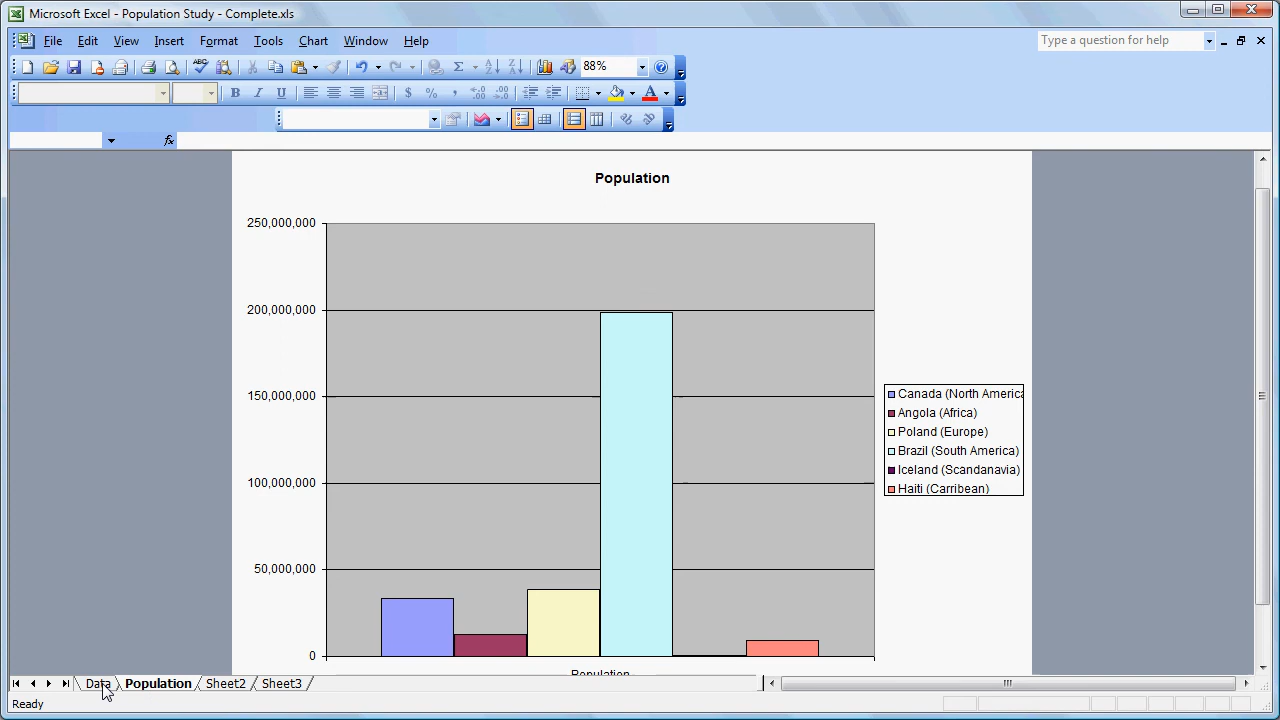 Microsoft Excel - Population Study - Complete.xls
File Edit View Insert Format Tools Chart Window Help
Type a question for help
88%
B I U $ % ,
fx
Population
250,000,000
200,000,000
150,000,000
100,000,000
50,000,000
0
Population
Canada (North America
Angola (Africa)
Poland (Europe)
Brazil (South America)
Iceland (Scandanavia)
Haiti (Carribean)
Data Population Sheet2 Sheet3
Ready